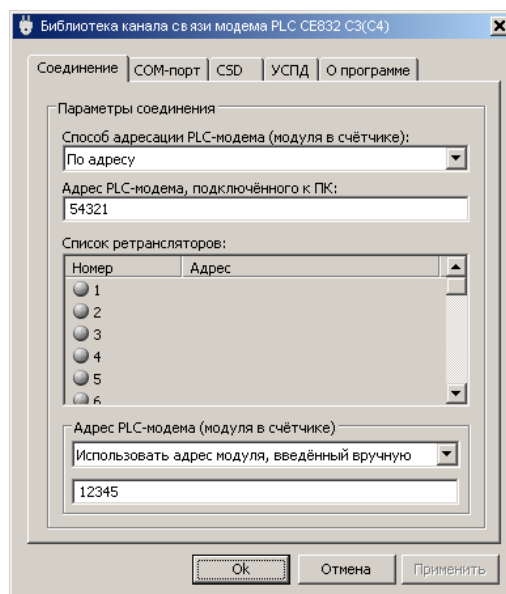 Библиотека канала связи модема PLC CE832 C3(C4)
Соединение COM-порт CSD УСПД О программе
Параметры соединения
Способ адресации PLC-модема (модуля в счётчике):
По адресу
Адрес PLC-модема, подключённого к ПК:
54321
Список ретрансляторов:
Номер Адрес
1
2
3
4
5
6
Адрес PLC-модема (модуля в счётчике)
Использовать адрес модуля, введённый вручную
12345
Ok Отмена Применить